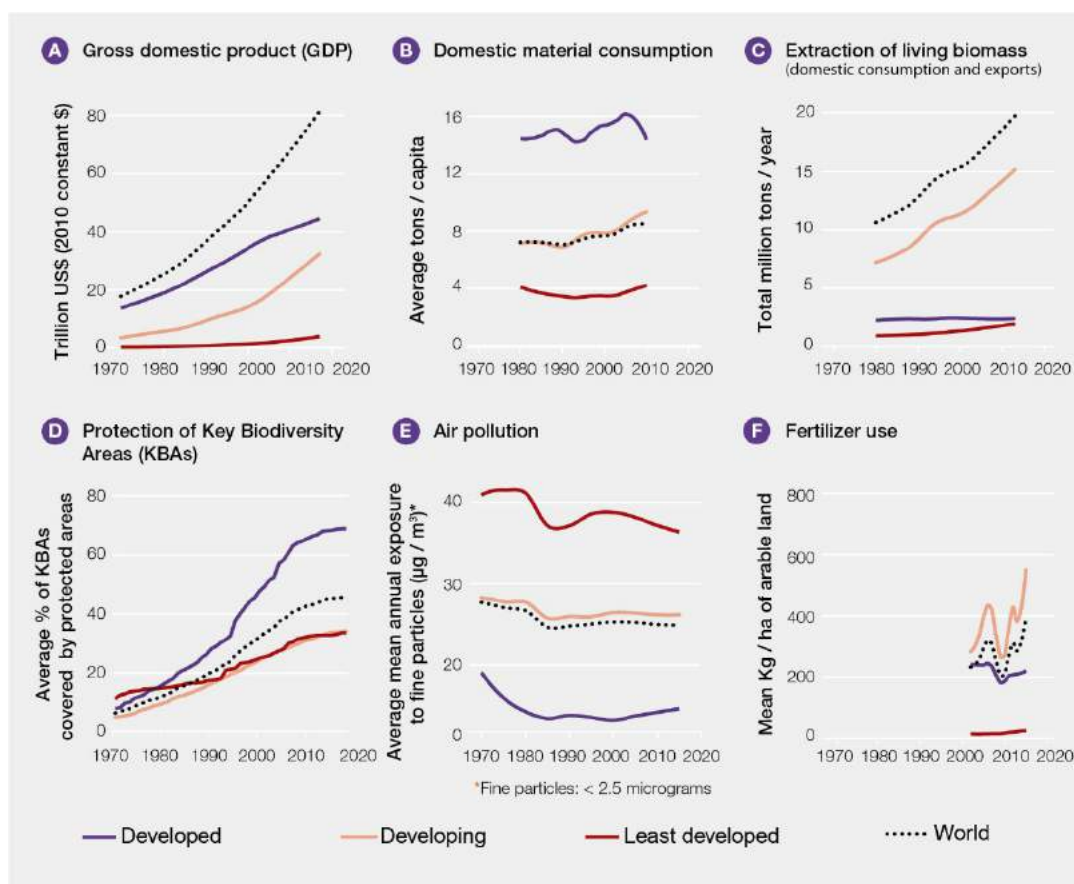 A Gross domestic product (GDP)
Trillion US$ (2010 constant $)
80
60
40
20
0
1970 1980 1990 2000 2010 2020
B Domestic material consumption
Average tons / capita
16
12
8
4
0
1970 1980 1990 2000 2010 2020
C Extraction of living biomass
(domestic consumption and exports)
Total million tons / year
20
15
10
5
0
1970 1980 1990 2000 2010 2020
D Protection of Key Biodiversity
Areas (KBAs)
Average % of KBAs
covered by protected areas
80
60
40
20
0
1970 1980 1990 2000 2010 2020
E Air pollution
Average mean annual exposure
to fine particles (µg / m³)*
40
30
20
0
1970 1980 1990 2000 2010 2020
*Fine particles: < 2.5 micrograms
F Fertilizer use
Mean Kg / ha of arable land
800
600
400
200
0
1970 1980 1990 2000 2010 2020
Developed
Developing
Least developed
World